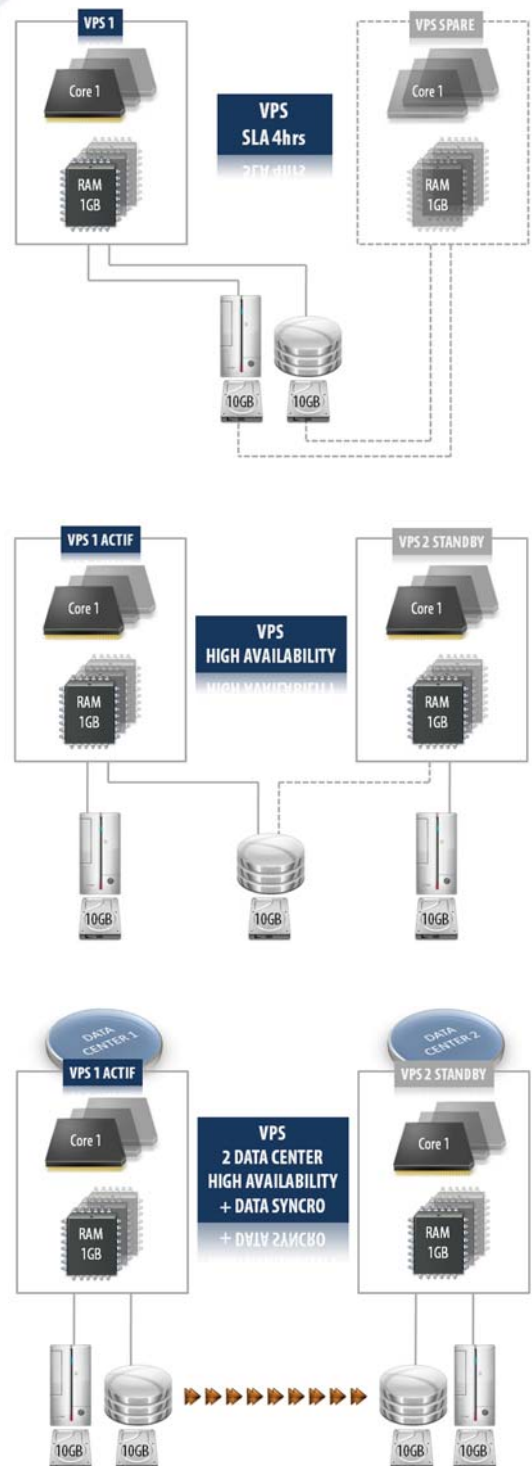 VPS 1
VPS SPARE
Core 1
Core 1
VPS
SLA 4hrs
RAM
1GB
RAM
1GB
10GB
10GB
VPS 1 ACTIF
VPS 2 STANDBY
Core 1
Core 1
VPS
HIGH AVAILABILITY
RAM
1GB
RAM
1GB
10GB
10GB
10GB
DATA
CENTER 1
DATA
CENTER 2
VPS 1 ACTIF
VPS 2 STANDBY
Core 1
Core 1
VPS
2 DATA CENTER
HIGH AVAILABILITY
+ DATA SYNCRO
RAM
1GB
RAM
1GB
10GB
10GB
10GB
10GB